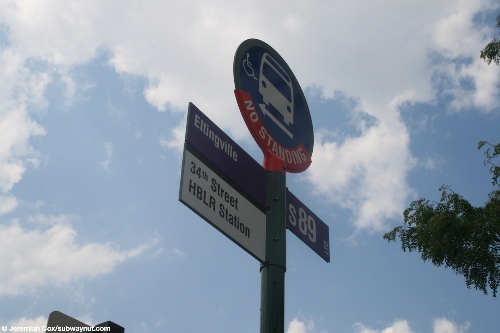 NO STANDING
Eltingville
34th Street
HBLR Station
S89
© Jeremiah Cox/subwaynut.com